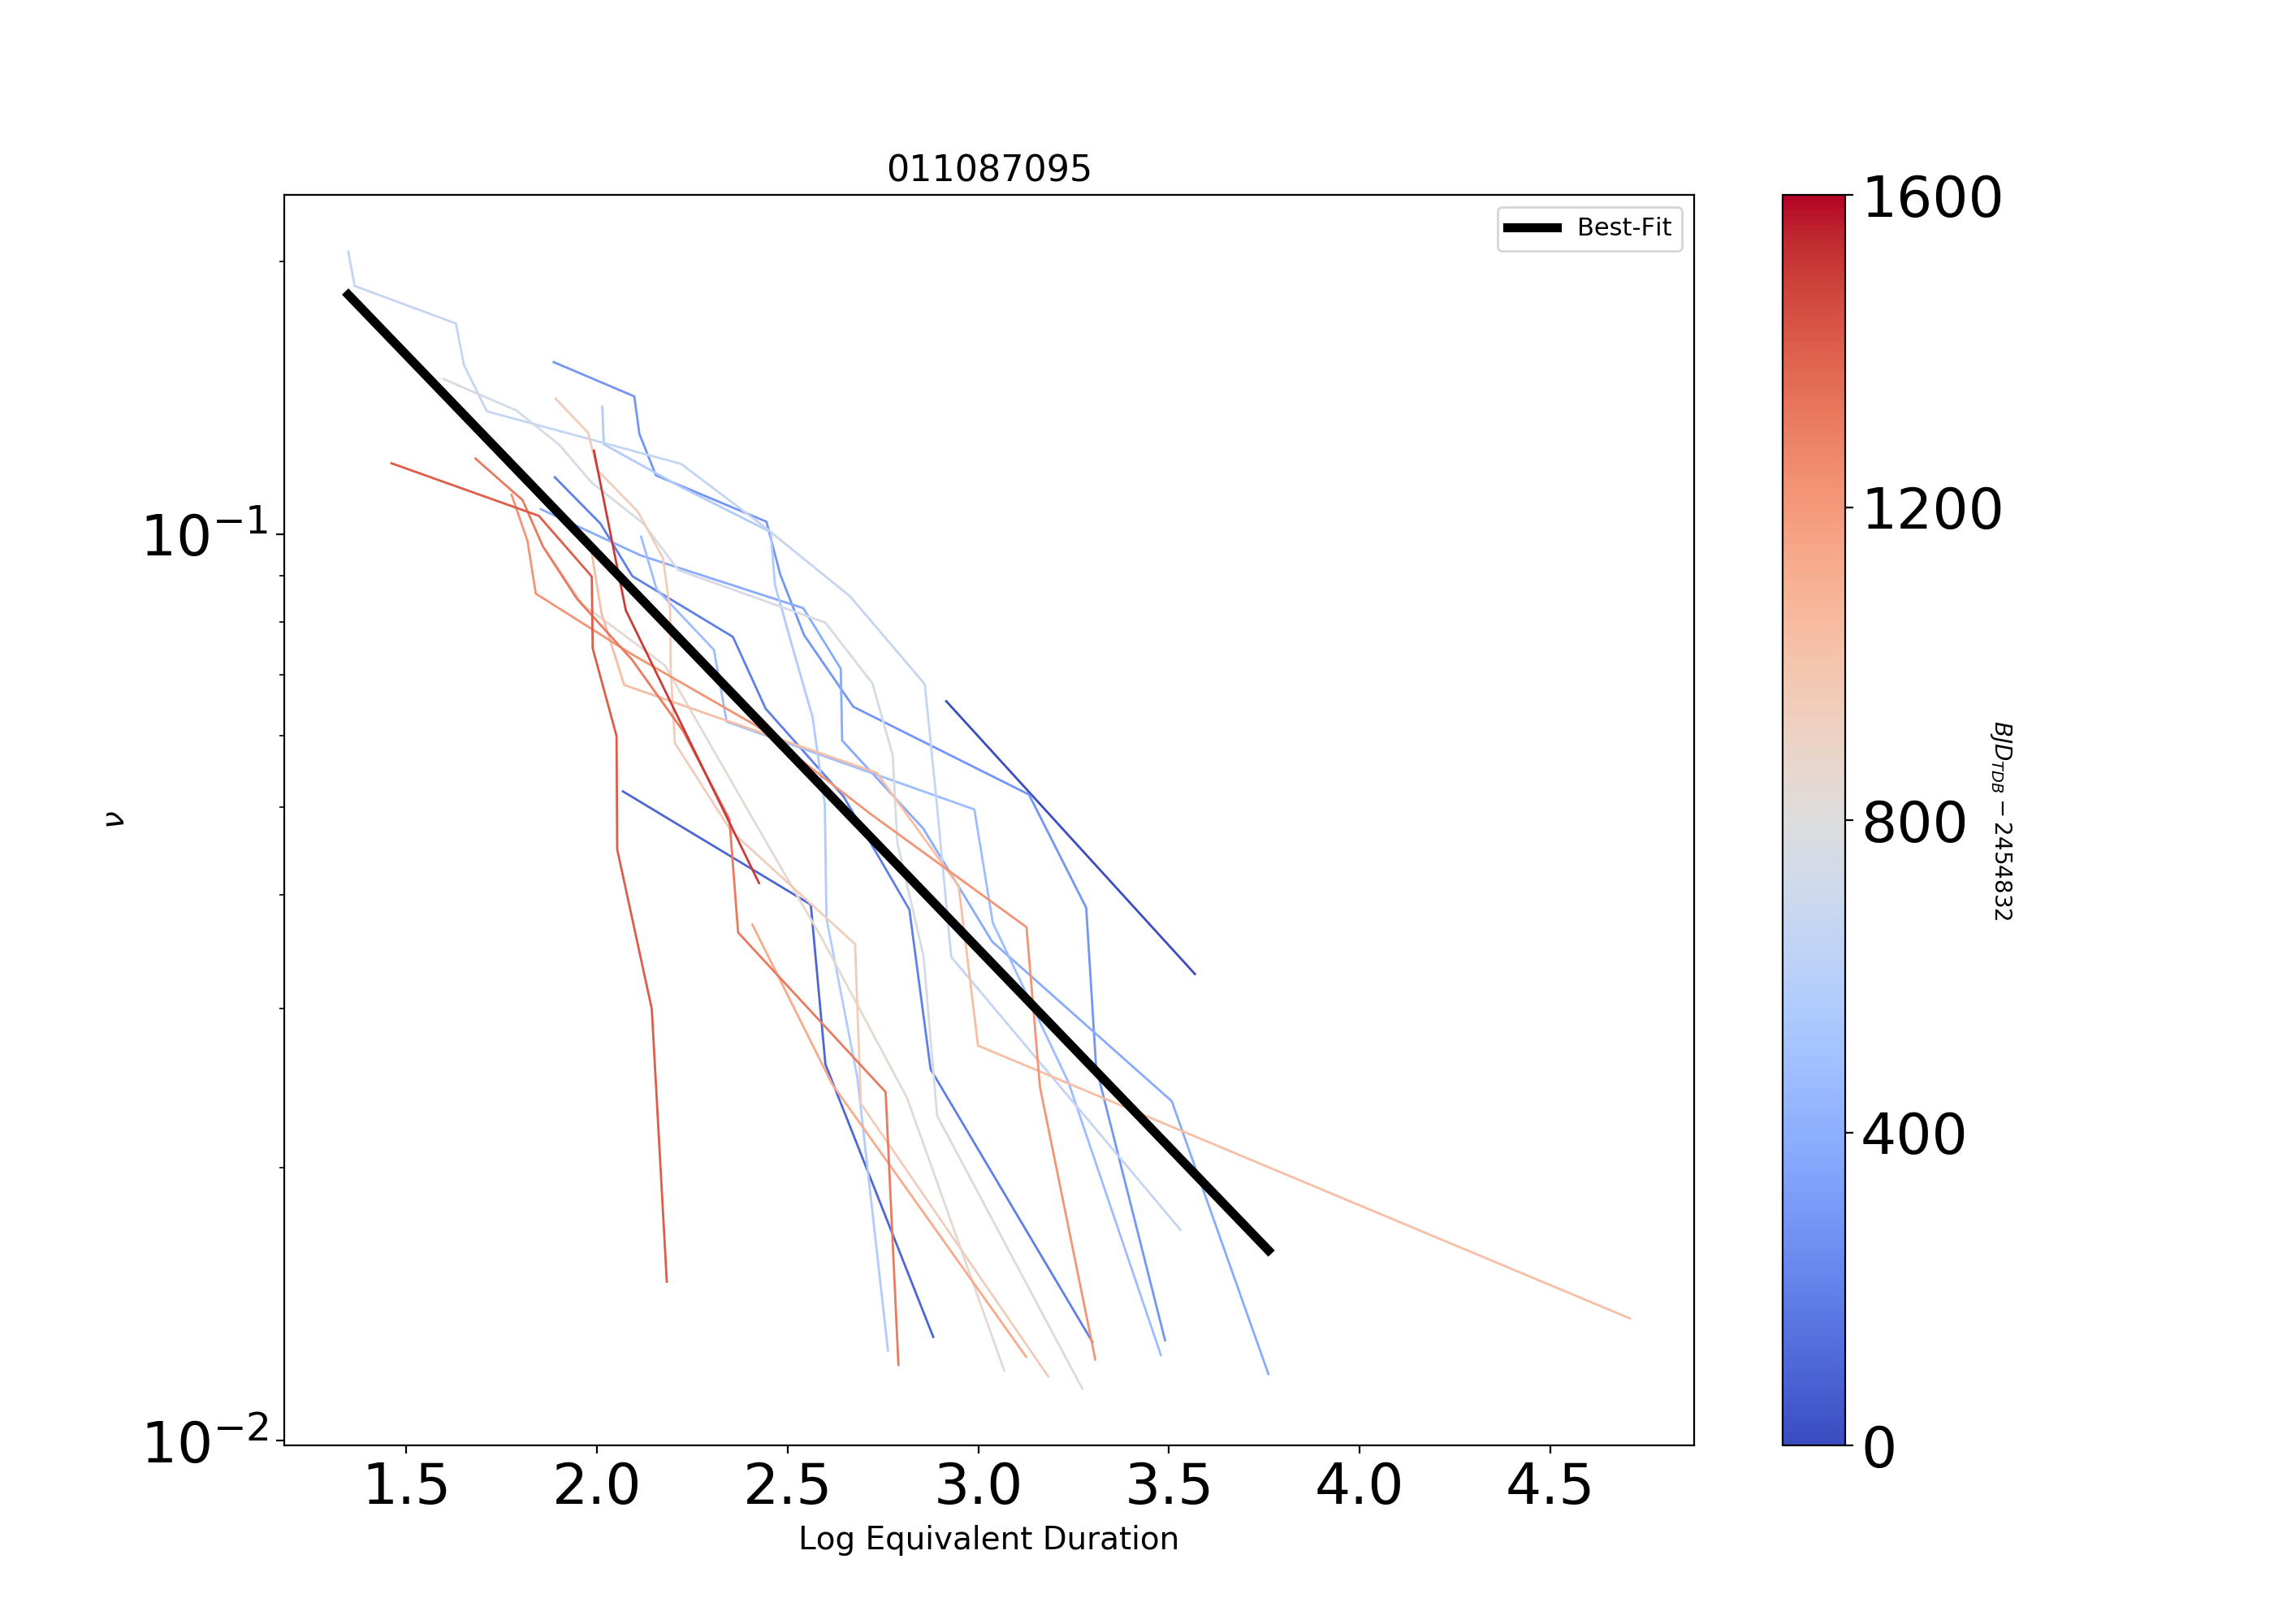 011087095
Best-Fit
10⁻¹
10⁻²
ν
1.5 2.0 2.5 3.0 3.5 4.0 4.5
Log Equivalent Duration
1600
1200
800
400
0
BJD_TDB − 2454832